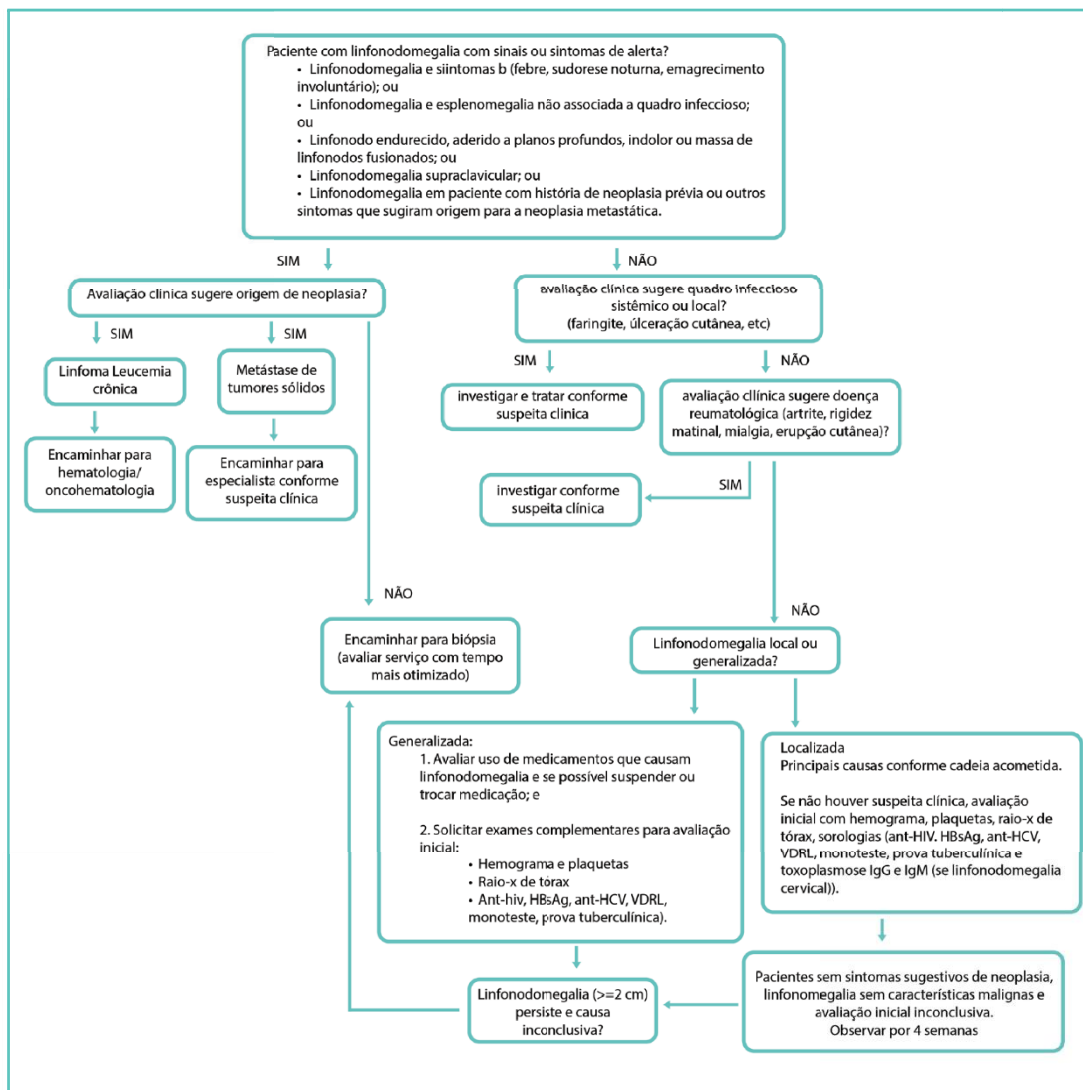 Paciente com linfonodomegalia com sinais ou sintomas de alerta?
• Linfonodomegalia e siintomas b (febre, sudorese noturna, emagrecimento
involuntário); ou
• Linfonodomegalia e esplenomegalia não associada a quadro infeccioso;
ou
• Linfonodo endurecido, aderido a planos profundos, indolor ou massa de
linfonodos fusionados; ou
• Linfonodomegalia supraclavicular; ou
• Linfonodomegalia em paciente com história de neoplasia prévia ou outros
sintomas que sugiram origem para a neoplasia metastática.
SIM
NÃO
Avaliação clínica sugere origem de neoplasia?
avaliação clínica sugere quadro infeccioso
sistêmico ou local?
(faringite, úlceração cutânea, etc)
SIM
SIM
SIM
NÃO
Linfoma Leucemia
crônica
Metástase de
tumores sólidos
investigar e tratar conforme
suspeita clinica
avaliação cllínica sugere doença
reumatológica (artrite, rigidez
matinal, mialgia, erupção cutânea)?
Encaminhar para
hematologia/
oncohematologia
Encaminhar para
especialista conforme
suspeita clínica
investigar conforme
suspeita clínica
SIM
NÃO
NÃO
Encaminhar para biópsia
(avaliar serviço com tempo
mais otimizado)
Linfonodomegalia local ou
generalizada?
Generalizada:
1. Avaliar uso de medicamentos que causam
linfonodomegalia e se possível suspender ou
trocar medicação; e
2. Solicitar exames complementares para avaliação
inicial:
• Hemograma e plaquetas
• Raio-x de tórax
• Ant-hiv, HBsAg, ant-HCV, VDRL,
monoteste, prova tuberculínica).
Localizada
Principais causas conforme cadeia acometida.
Se não houver suspeita clínica, avaliação
inicial com hemograma, plaquetas, raio-x de
tórax, sorologias (ant-HIV. HBsAg, ant-HCV,
VDRL, monoteste, prova tuberculínica e
toxoplasmose IgG e IgM (se linfonodomegalia
cervical)).
Linfonodomegalia (>=2 cm)
persiste e causa
inconclusiva?
Pacientes sem sintomas sugestivos de neoplasia,
linfonomegalia sem características malignas e
avaliação inicial inconclusiva.
Observar por 4 semanas